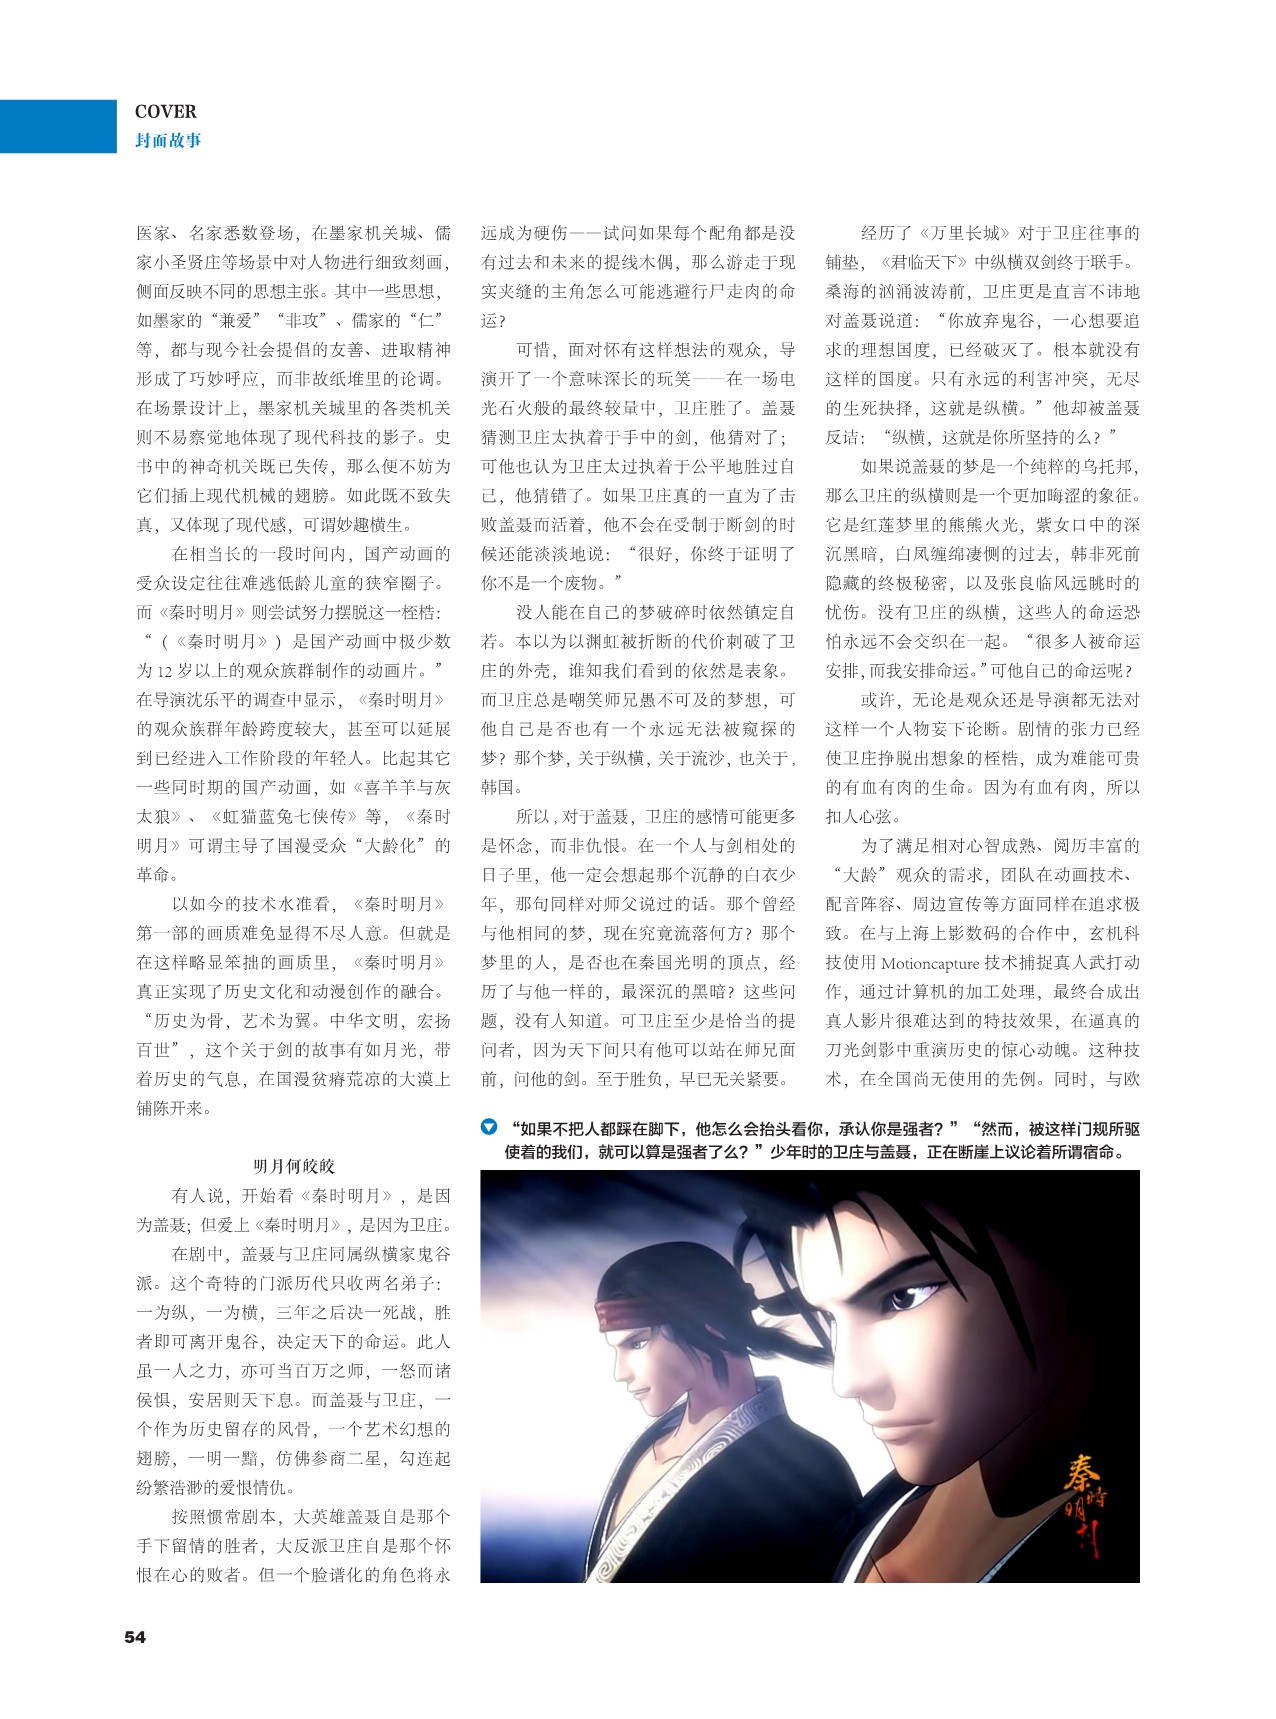 COVER
封面故事
医家、名家悉数登场，在墨家机关城、儒
家小圣贤庄等场景中对人物进行细致刻画，
侧面反映不同的思想主张。其中一些思想，
如墨家的“兼爱”“非攻”、儒家的“仁”
等，都与现今社会提倡的友善、进取精神
形成了巧妙呼应，而非故纸堆里的论调。
在场景设计上，墨家机关城里的各类机关
则不易察觉地体现了现代科技的影子。史
书中的神奇机关既已失传，那么便不妨为
它们插上现代机械的翅膀。如此既不致失
真，又体现了现代感，可谓妙趣横生。
在相当长的一段时间内，国产动画的
受众设定往往难逃低龄儿童的狭窄圈子。
而《秦时明月》则尝试努力摆脱这一桎梏：
“（《秦时明月》）是国产动画中极少数
为 12 岁以上的观众族群制作的动画片。”
在导演沈乐平的调查中显示，《秦时明月》
的观众族群年龄跨度较大，甚至可以延展
到已经进入工作阶段的年轻人。比起其它
一些同时期的国产动画，如《喜羊羊与灰
太狼》、《虹猫蓝兔七侠传》等，《秦时
明月》可谓主导了国漫受众“大龄化”的
革命。
以如今的技术水准看，《秦时明月》
第一部的画质难免显得不尽人意。但就是
在这样略显笨拙的画质里，《秦时明月》
真正实现了历史文化和动漫创作的融合。
“历史为骨，艺术为翼。中华文明，宏扬
百世”，这个关于剑的故事有如月光，带
着历史的气息，在国漫贫瘠荒凉的大漠上
铺陈开来。
明月何皎皎
有人说，开始看《秦时明月》，是因
为盖聂；但爱上《秦时明月》，是因为卫庄。
在剧中，盖聂与卫庄同属纵横家鬼谷
派。这个奇特的门派历代只收两名弟子：
一为纵，一为横，三年之后决一死战，胜
者即可离开鬼谷，决定天下的命运。此人
虽一人之力，亦可当百万之师，一怒而诸
侯惧，安居则天下息。而盖聂与卫庄，一
个作为历史留存的风骨，一个艺术幻想的
翅膀，一明一黯，仿佛参商二星，勾连起
纷繁浩渺的爱恨情仇。
按照惯常剧本，大英雄盖聂自是那个
手下留情的胜者，大反派卫庄自是那个怀
恨在心的败者。但一个脸谱化的角色将永
远成为硬伤——试问如果每个配角都是没
有过去和未来的提线木偶，那么游走于现
实夹缝的主角怎么可能逃避行尸走肉的命
运？
可惜，面对怀有这样想法的观众，导
演开了一个意味深长的玩笑——在一场电
光石火般的最终较量中，卫庄胜了。盖聂
猜测卫庄太执着于手中的剑，他猜对了；
可他也认为卫庄太过执着于公平地胜过自
己，他猜错了。如果卫庄真的一直为了击
败盖聂而活着，他不会在受制于断剑的时
候还能淡淡地说：“很好，你终于证明了
你不是一个废物。”
没人能在自己的梦破碎时依然镇定自
若。本以为以渊虹被折断的代价刺破了卫
庄的外壳，谁知我们看到的依然是表象。
而卫庄总是嘲笑师兄愚不可及的梦想，可
他自己是否也有一个永远无法被窥探的
梦？那个梦，关于纵横，关于流沙，也关于，
韩国。
所以，对于盖聂，卫庄的感情可能更多
是怀念，而非仇恨。在一个人与剑相处的
日子里，他一定会想起那个沉静的白衣少
年，那句同样对师父说过的话。那个曾经
与他相同的梦，现在究竟流落何方？那个
梦里的人，是否也在秦国光明的顶点，经
历了与他一样的，最深沉的黑暗？这些问
题，没有人知道。可卫庄至少是恰当的提
问者，因为天下间只有他可以站在师兄面
前，问他的剑。至于胜负，早已无关紧要。
经历了《万里长城》对于卫庄往事的
铺垫，《君临天下》中纵横双剑终于联手。
桑海的汹涌波涛前，卫庄更是直言不讳地
对盖聂说道：“你放弃鬼谷，一心想要追
求的理想国度，已经破灭了。根本就没有
这样的国度。只有永远的利害冲突，无尽
的生死抉择，这就是纵横。”他却被盖聂
反诘：“纵横，这就是你所坚持的么？”
如果说盖聂的梦是一个纯粹的乌托邦，
那么卫庄的纵横则是一个更加晦涩的象征。
它是红莲梦里的熊熊火光，紫女口中的深
沉黑暗，白凤缠绵凄恻的过去，韩非死前
隐藏的终极秘密，以及张良临风远眺时的
忧伤。没有卫庄的纵横，这些人的命运恐
怕永远不会交织在一起。“很多人被命运
安排，而我安排命运。”可他自己的命运呢？
或许，无论是观众还是导演都无法对
这样一个人物妄下论断。剧情的张力已经
使卫庄挣脱出想象的桎梏，成为难能可贵
的有血有肉的生命。因为有血有肉，所以
扣人心弦。
为了满足相对心智成熟、阅历丰富的
“大龄”观众的需求，团队在动画技术、
配音阵容、周边宣传等方面同样在追求极
致。在与上海上影数码的合作中，玄机科
技使用 Motioncapture 技术捕捉真人武打动
作，通过计算机的加工处理，最终合成出
真人影片很难达到的特技效果，在逼真的
刀光剑影中重演历史的惊心动魄。这种技
术，在全国尚无使用的先例。同时，与欧
“如果不把人都踩在脚下，他怎么会抬头看你，承认你是强者？”“然而，被这样门规所驱
使着的我们，就可以算是强者了么？”少年时的卫庄与盖聂，正在断崖上议论着所谓宿命。
秦时明月
54